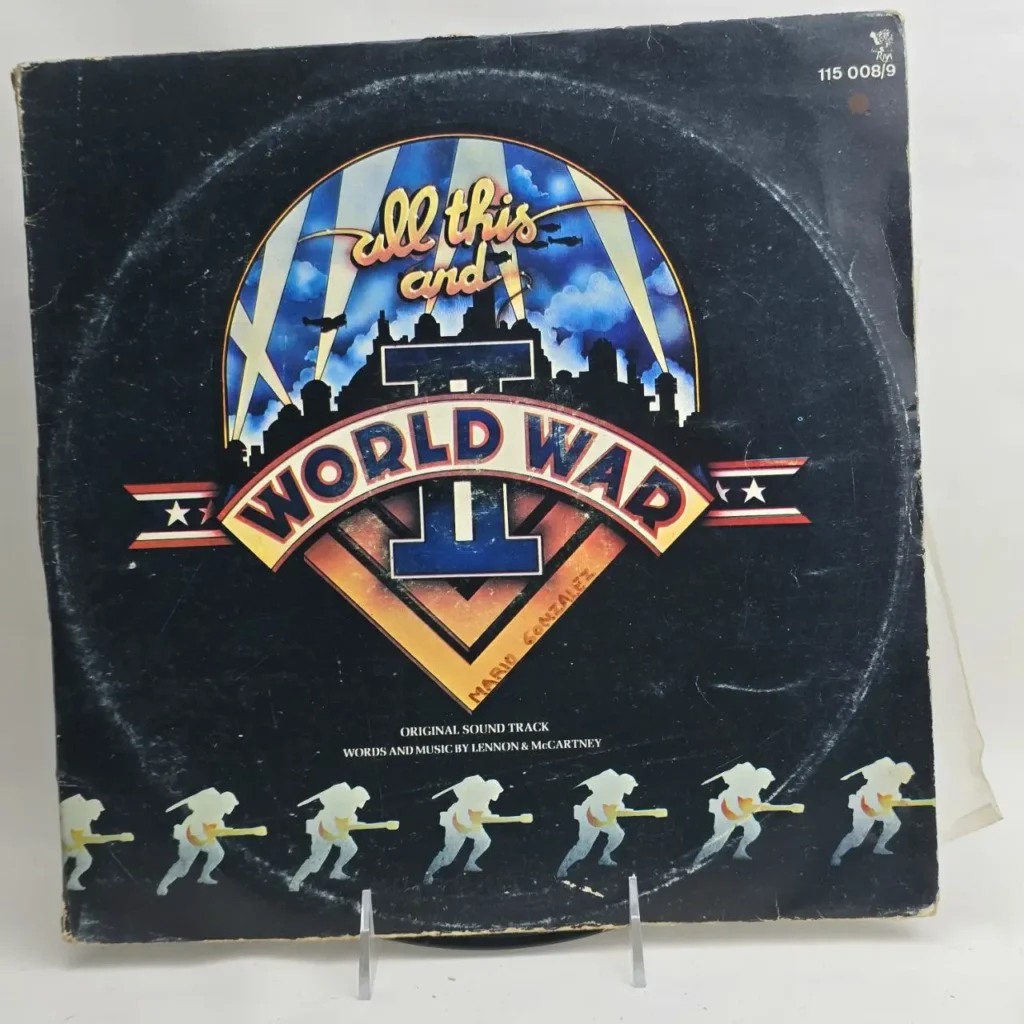 115 008/9
all this
and
II
WORLD WAR
MARIO GONZALEZ
ORIGINAL SOUND TRACK
WORDS AND MUSIC BY LENNON & McCARTNEY